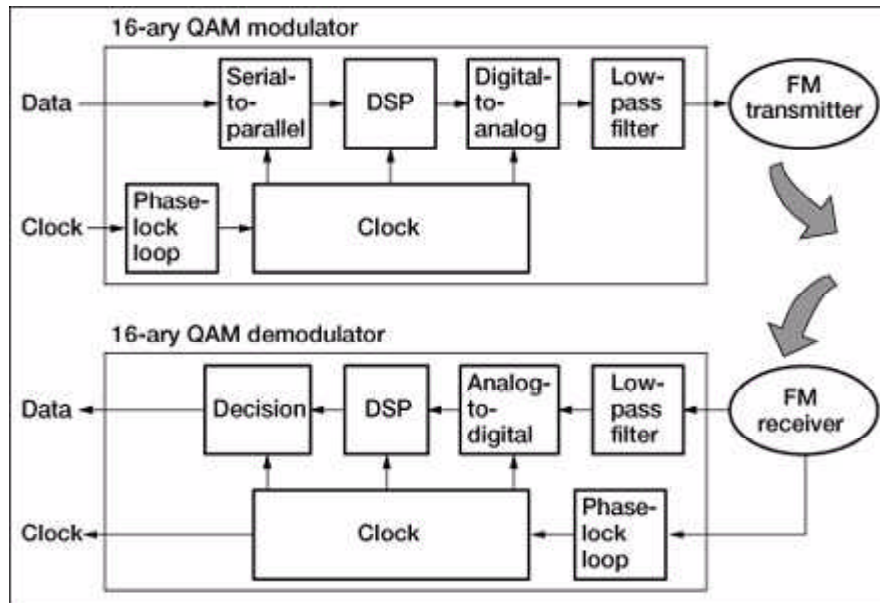 16-ary QAM modulator
Data
Serial-
to-
parallel
DSP
Digital-
to-
analog
Low-
pass
filter
FM
transmitter
Clock
Phase-
lock
loop
Clock
16-ary QAM demodulator
Data
Decision
DSP
Analog-
to-
digital
Low-
pass
filter
FM
receiver
Clock
Clock
Phase-
lock
loop